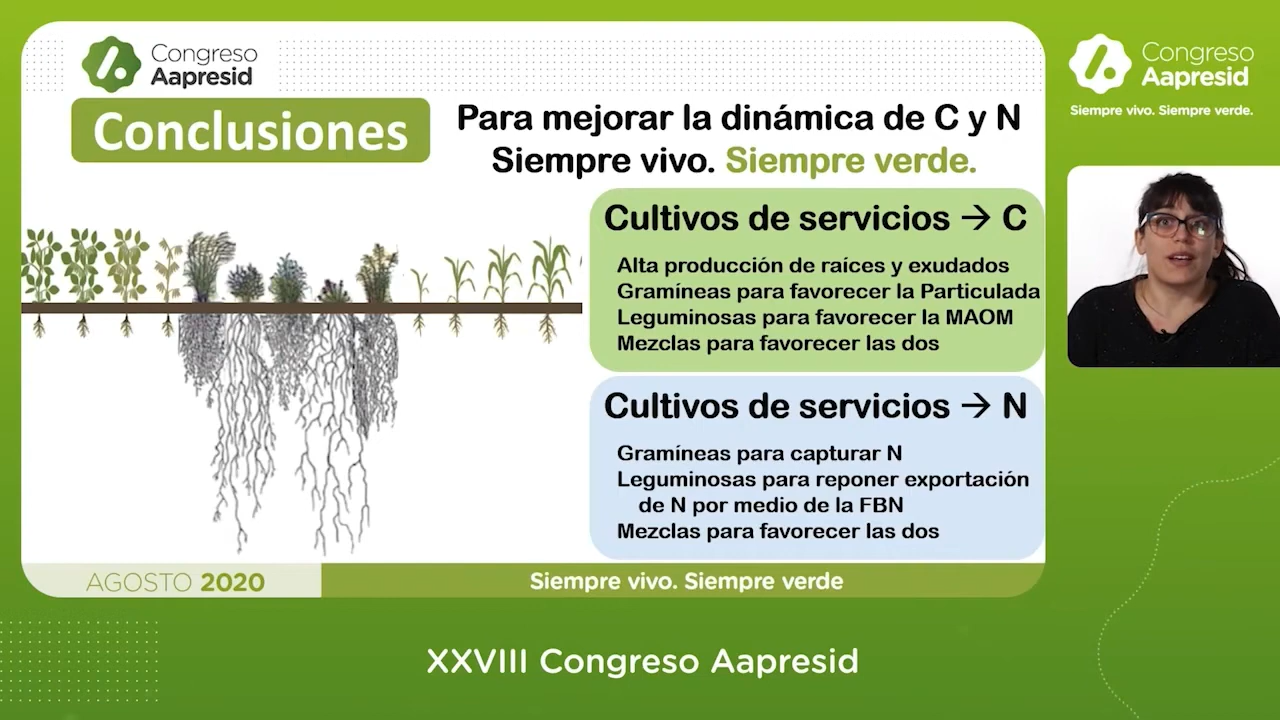 Congreso
Aapresid
Conclusiones
Para mejorar la dinámica de C y N
Siempre vivo. Siempre verde.
Cultivos de servicios → C
Alta producción de raíces y exudados
Gramíneas para favorecer la Particulada
Leguminosas para favorecer la MAOM
Mezclas para favorecer las dos
Cultivos de servicios → N
Gramíneas para capturar N
Leguminosas para reponer exportación
de N por medio de la FBN
Mezclas para favorecer las dos
AGOSTO 2020
Siempre vivo. Siempre verde
Congreso
Aapresid
Siempre vivo. Siempre verde.
XXVIII Congreso Aapresid